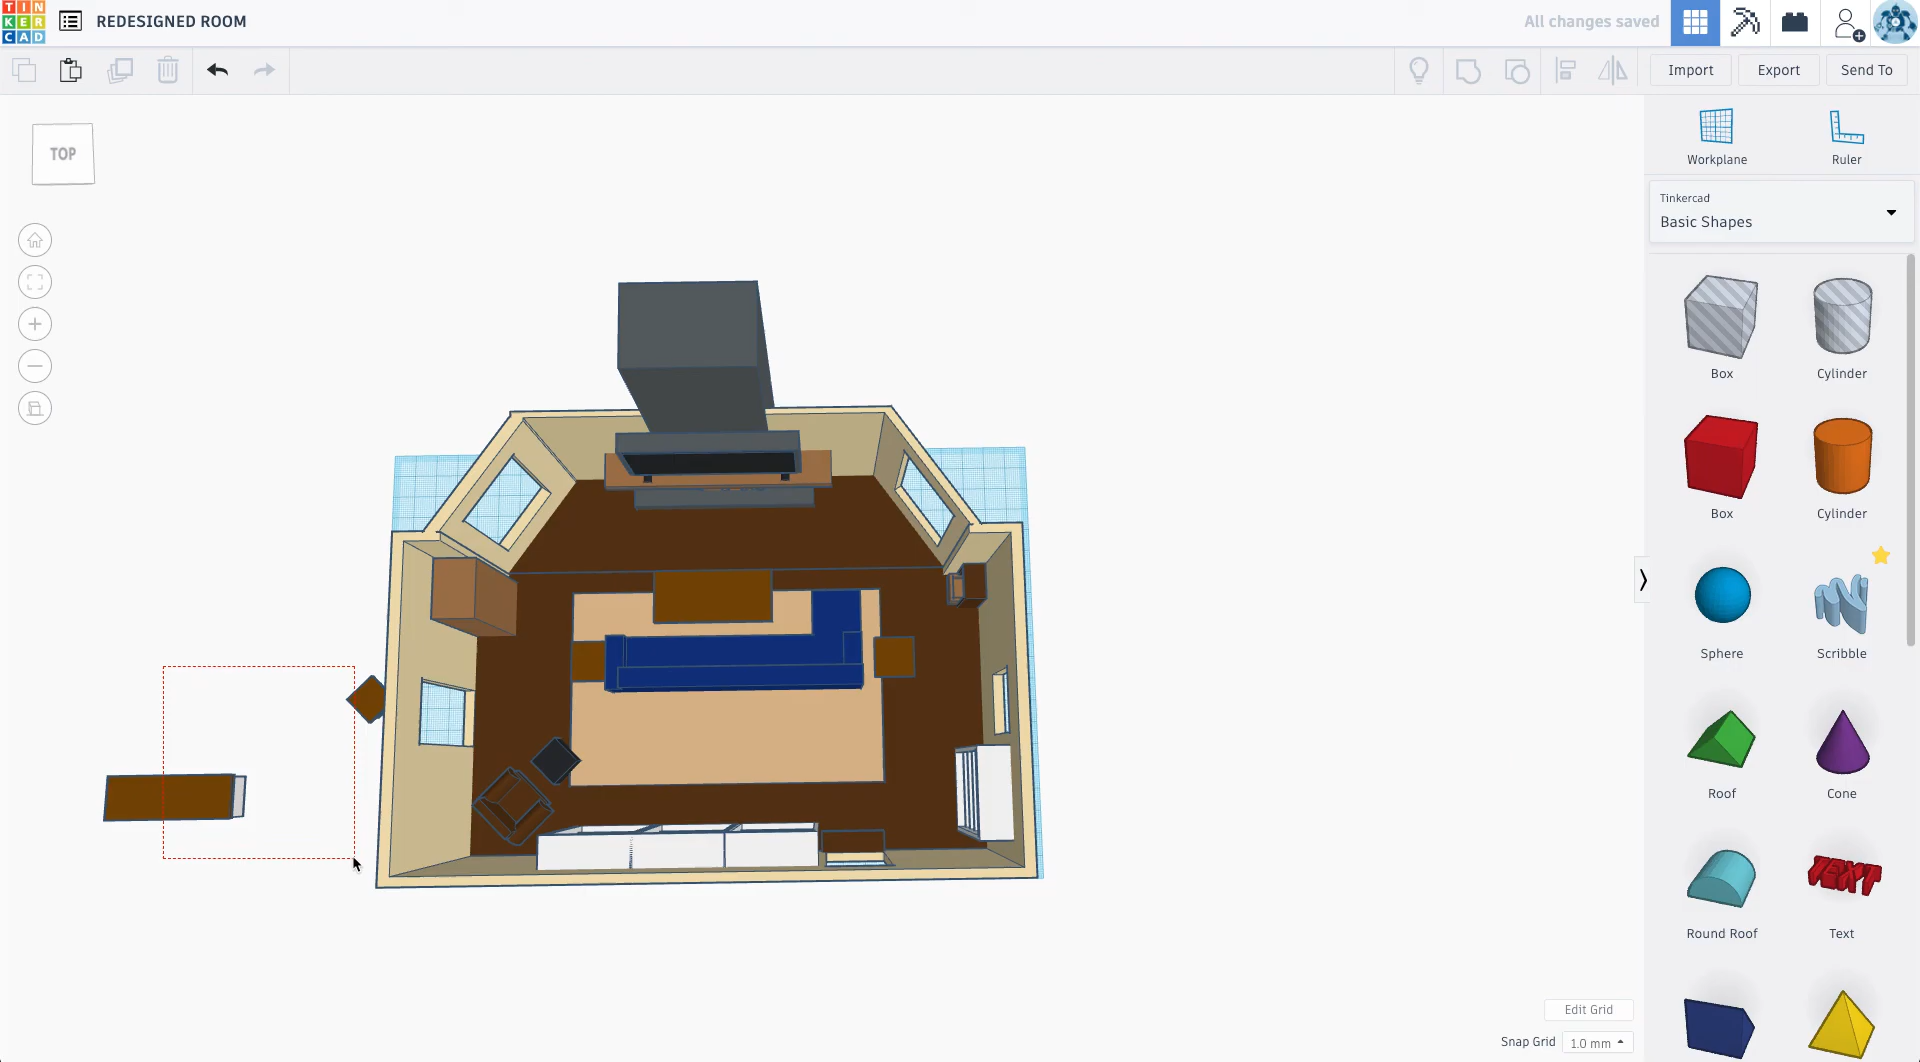 TIN
KER
CAD
REDESIGNED ROOM
All changes saved
Import
Export
Send To
TOP
Workplane
Ruler
Tinkercad
Basic Shapes
Box
Cylinder
Box
Cylinder
Sphere
Scribble
Roof
Cone
TEXT
Round Roof
Text
Edit Grid
Snap Grid
1.0 mm